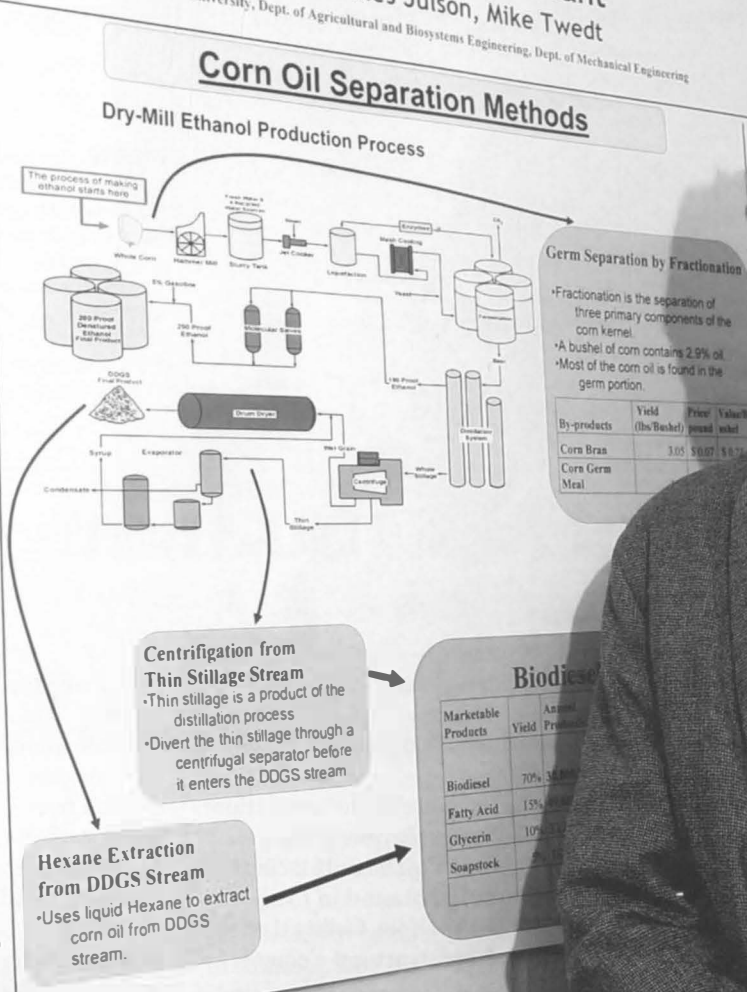 Mike Twedt
Dept. of Agricultural and Biosystems Engineering, Dept. of Mechanical Engineering
Corn Oil Separation Methods
Dry-Mill Ethanol Production Process
The process of making
ethanol starts here
Whole Corn
Hammer Mill
Slurry Tank
Jet Cooker
Liquefaction
Enzymes
Mash Cooling
Yeast
Fermentation
CO₂
Beer
5% Gasoline
200 Proof
Denatured
Ethanol
Final Product
200 Proof
Ethanol
Molecular Sieves
190 Proof
Ethanol
Distillation
System
DDGS
Final Product
Drum Dryer
Syrup
Evaporator
Wet Grain
Centrifuge
Whole
Stillage
Condensate
Thin
Stillage
Germ Separation by Fractionation
•Fractionation is the separation of
three primary components of the
corn kernel.
•A bushel of corn contains 2.9% oil.
•Most of the corn oil is found in the
germ portion.
By-products Yield (lbs/Bushel) Price/ pound
Corn Bran 3.05 $0.07
Corn Germ
Meal
Centrifigation from
Thin Stillage Stream
•Thin stillage is a product of the
distillation process
•Divert the thin stillage through a
centrifugal separator before
it enters the DDGS stream
Biodiesel
Marketable
Products Yield
Biodiesel 70%
Fatty Acid 15%
Glycerin 10%
Soapstock
Hexane Extraction
from DDGS Stream
•Uses liquid Hexane to extract
corn oil from DDGS
stream.